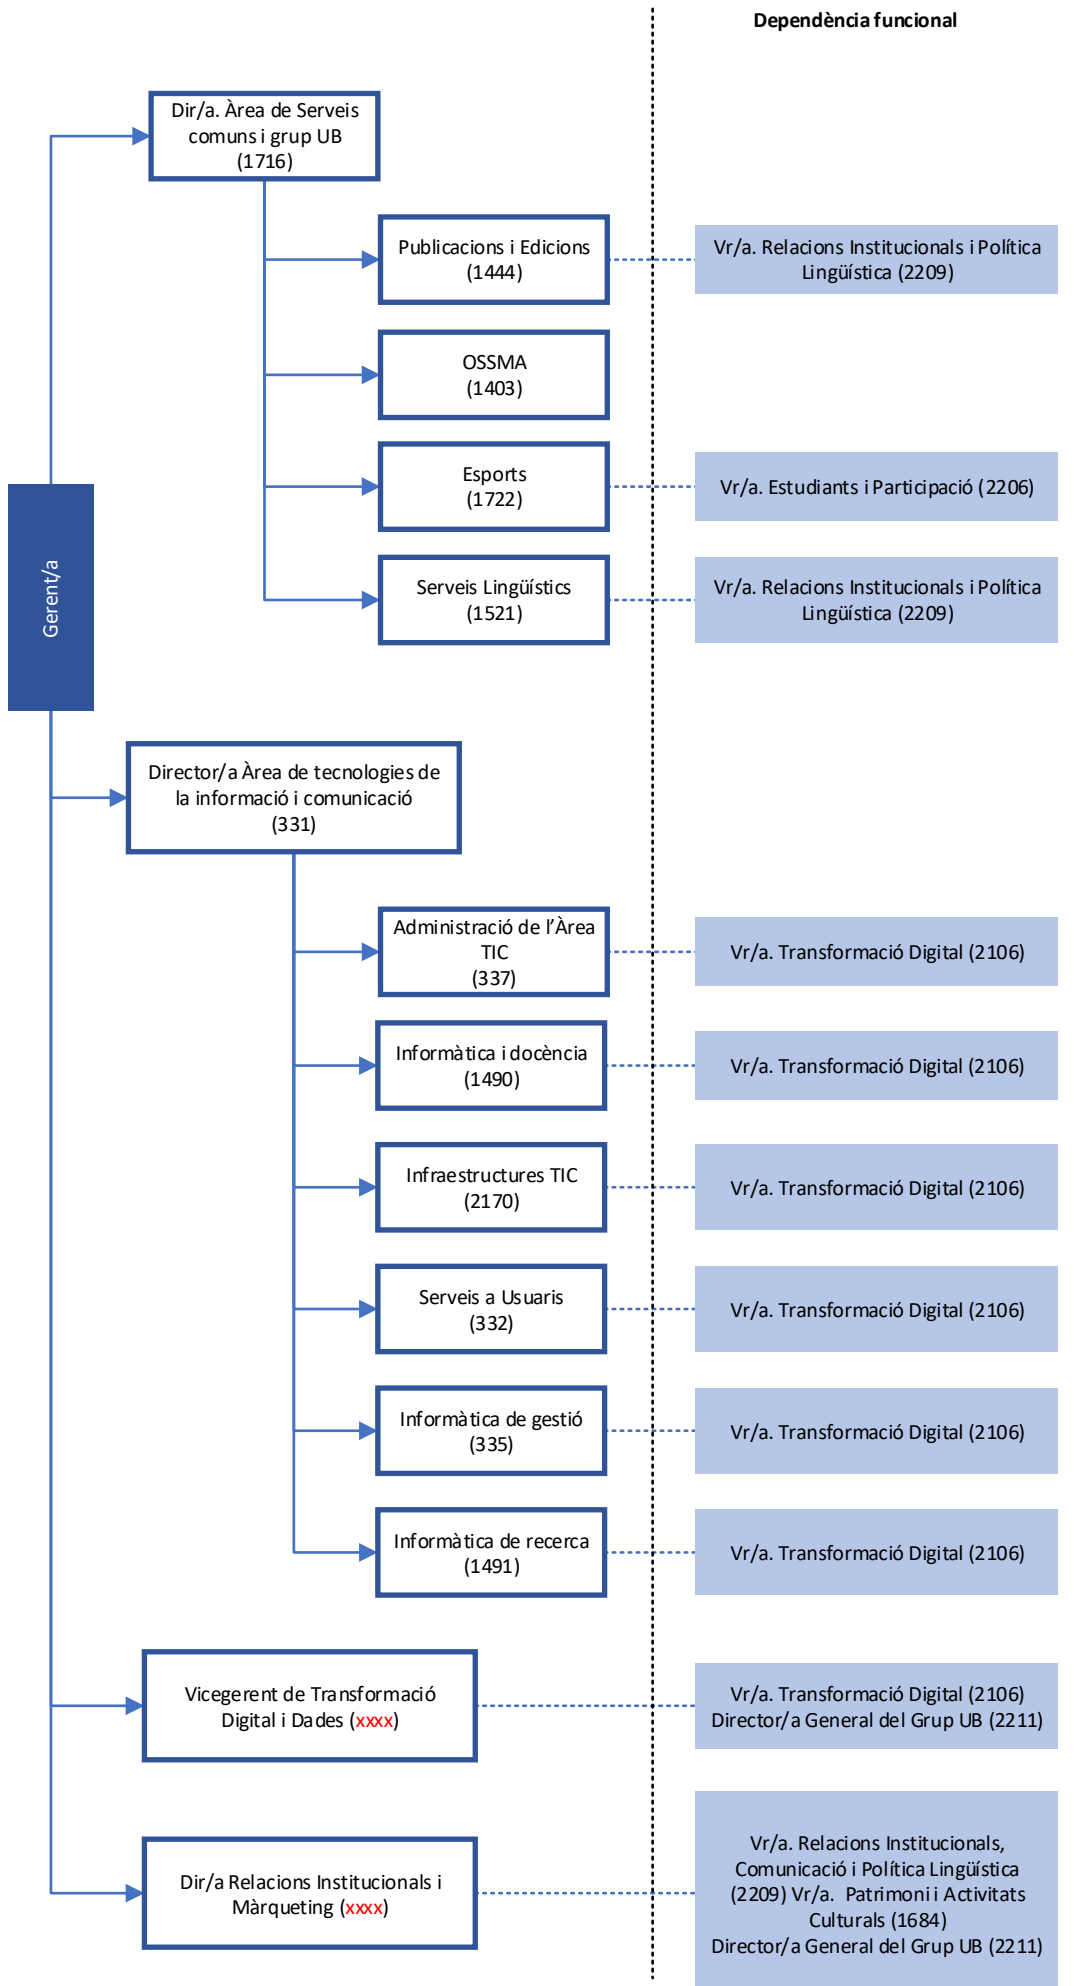 Dependència funcional
Dir/a. Àrea de Serveis
comuns i grup UB
(1716)
Publicacions i Edicions
(1444)
Vr/a. Relacions Institucionals i Política
Lingüística (2209)
OSSMA
(1403)
Esports
(1722)
Vr/a. Estudiants i Participació (2206)
Gerent/a
Serveis Lingüístics
(1521)
Vr/a. Relacions Institucionals i Política
Lingüística (2209)
Director/a Àrea de tecnologies de
la informació i comunicació
(331)
Administració de l’Àrea
TIC
(337)
Vr/a. Transformació Digital (2106)
Informàtica i docència
(1490)
Vr/a. Transformació Digital (2106)
Infraestructures TIC
(2170)
Vr/a. Transformació Digital (2106)
Serveis a Usuaris
(332)
Vr/a. Transformació Digital (2106)
Informàtica de gestió
(335)
Vr/a. Transformació Digital (2106)
Informàtica de recerca
(1491)
Vr/a. Transformació Digital (2106)
Vicegerent de Transformació
Digital i Dades (xxxx)
Vr/a. Transformació Digital (2106)
Director/a General del Grup UB (2211)
Dir/a Relacions Institucionals i
Màrqueting (xxxx)
Vr/a. Relacions Institucionals,
Comunicació i Política Lingüística
(2209) Vr/a. Patrimoni i Activitats
Culturals (1684)
Director/a General del Grup UB (2211)